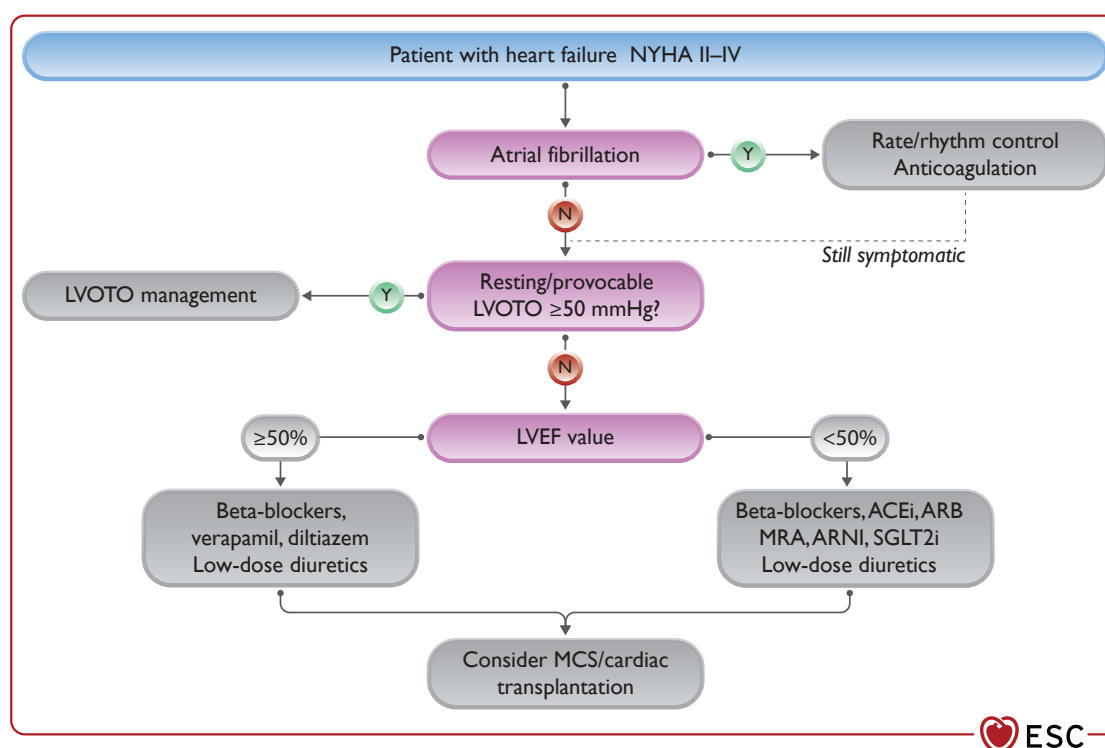 Patient with heart failure NYHA II–IV
Atrial fibrillation
Y
Rate/rhythm control
Anticoagulation
N
Still symptomatic
LVOTO management
Y
Resting/provocable
LVOTO ≥50 mmHg?
N
≥50%
LVEF value
<50%
Beta-blockers,
verapamil, diltiazem
Low-dose diuretics
Beta-blockers, ACEi, ARB
MRA, ARNI, SGLT2i
Low-dose diuretics
Consider MCS/cardiac
transplantation
ESC